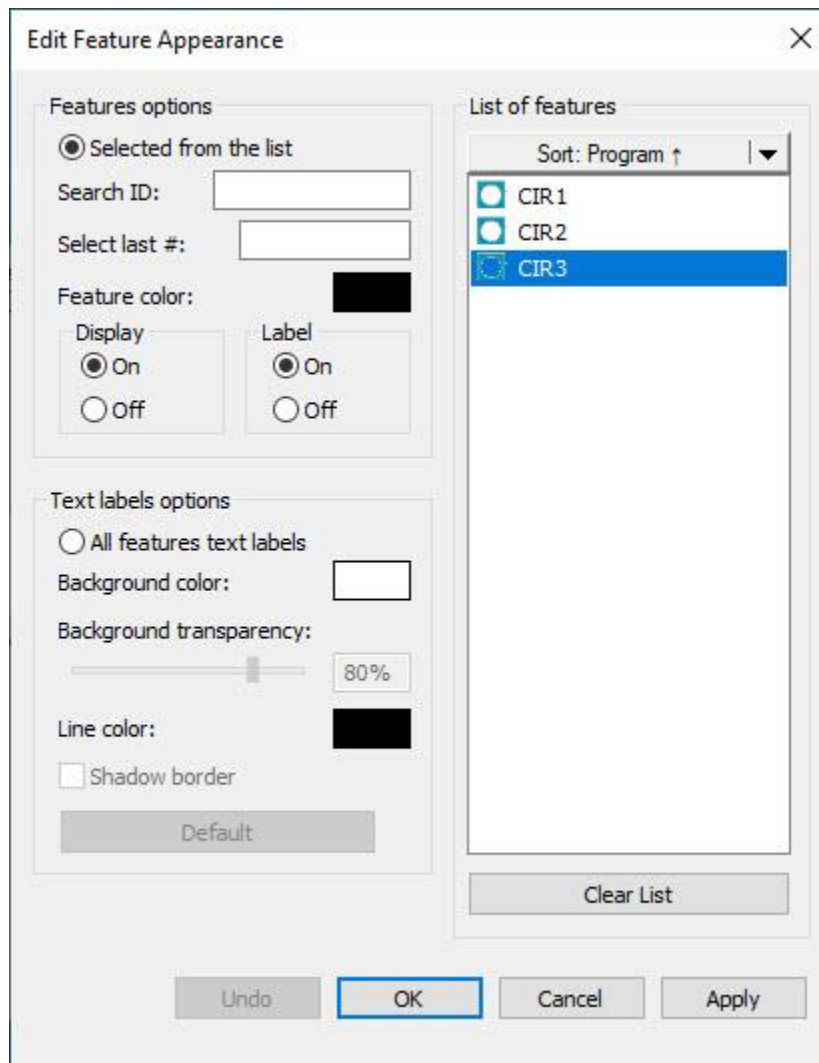 Edit Feature Appearance
Features options
Selected from the list
Search ID:
Select last #:
Feature color:
Display
On
Off
Label
On
Off
Text labels options
All features text labels
Background color:
Background transparency:
80%
Line color:
Shadow border
Default
List of features
Sort: Program ↑
CIR1
CIR2
CIR3
Clear List
Undo
OK
Cancel
Apply